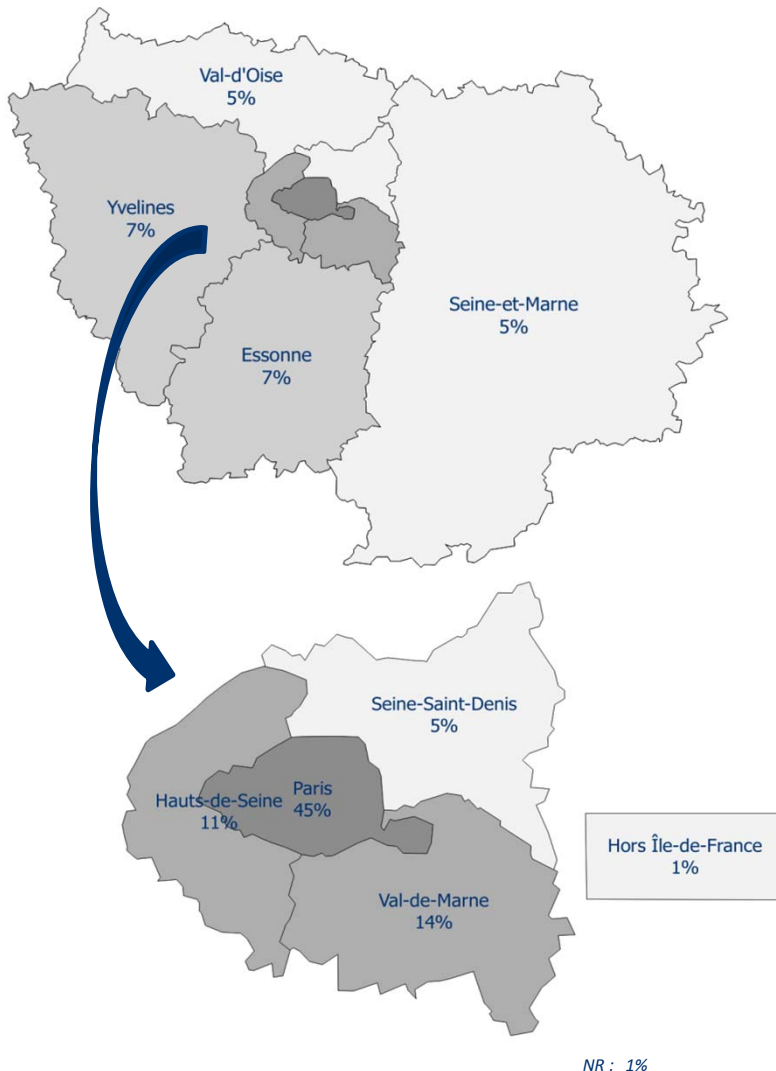 Val-d'Oise
5%
Yvelines
7%
Seine-et-Marne
5%
Essonne
7%
Seine-Saint-Denis
5%
Paris
45%
Hauts-de-Seine
11%
Hors Île-de-France
1%
Val-de-Marne
14%
NR : 1%